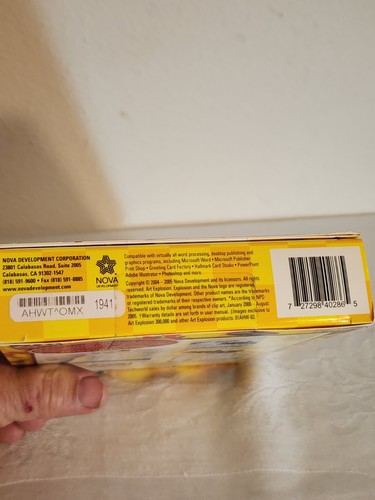 NOVA DEVELOPMENT CORPORATION
23801 Calabasas Road, Suite 2005
Calabasas, CA 91302-1547
(818) 591-9600 • Fax (818) 591-8885
www.novadevelopment.com
AHWT^OMX
1941
NOVA
DEVELOPMENT
Compatible with virtually all word processing, desktop publishing and
graphics programs, including Microsoft Word • Microsoft Publisher
Print Shop • Greeting Card Factory • Hallmark Card Studio • PowerPoint
Adobe Illustrator • Photoshop and more.
Copyright © 2004 - 2005 Nova Development and its licensors. All rights
reserved. Art Explosion, Explosion and the Nova logo are registered
trademarks of Nova Development. Other product names are the trademarks
or registered trademarks of their respective owners. *According to NPD
Techworld sales by dollar among brands of clip art, January 2000 - August
2005. †Warranty details are set forth in user manual. ‡Images exclusive to
Art Explosion 300,000 and other Art Explosion products.
7 27298 40286 5